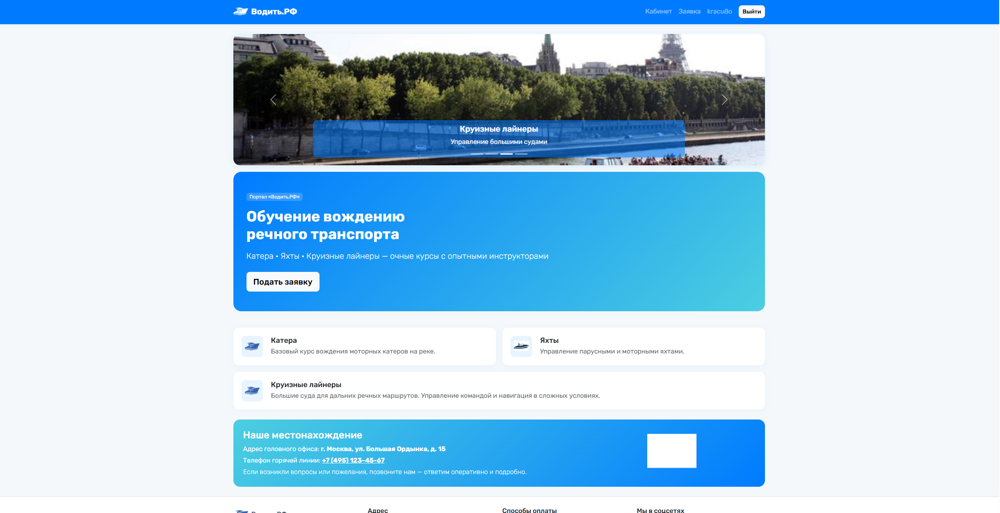 Водить.РФ
Кабинет Заявка kracu8o Выйти
Круизные лайнеры
Управление большими судами
Портал «Водить.РФ»
Обучение вождению
речного транспорта
Катера • Яхты • Круизные лайнеры — очные курсы с опытными инструкторами
Подать заявку
Катера
Базовый курс вождения моторных катеров на реке.
Яхты
Управление парусными и моторными яхтами.
Круизные лайнеры
Большие суда для дальних речных маршрутов. Управление командой и навигация в сложных условиях.
Наше местонахождение
Адрес головного офиса: г. Москва, ул. Большая Ордынка, д. 15
Телефон горячей линии: +7 (495) 123-45-67
Если возникли вопросы или пожелания, позвоните нам — ответим оперативно и подробно.
Водить.РФ
Адрес
Способы оплаты
Мы в соцсетях